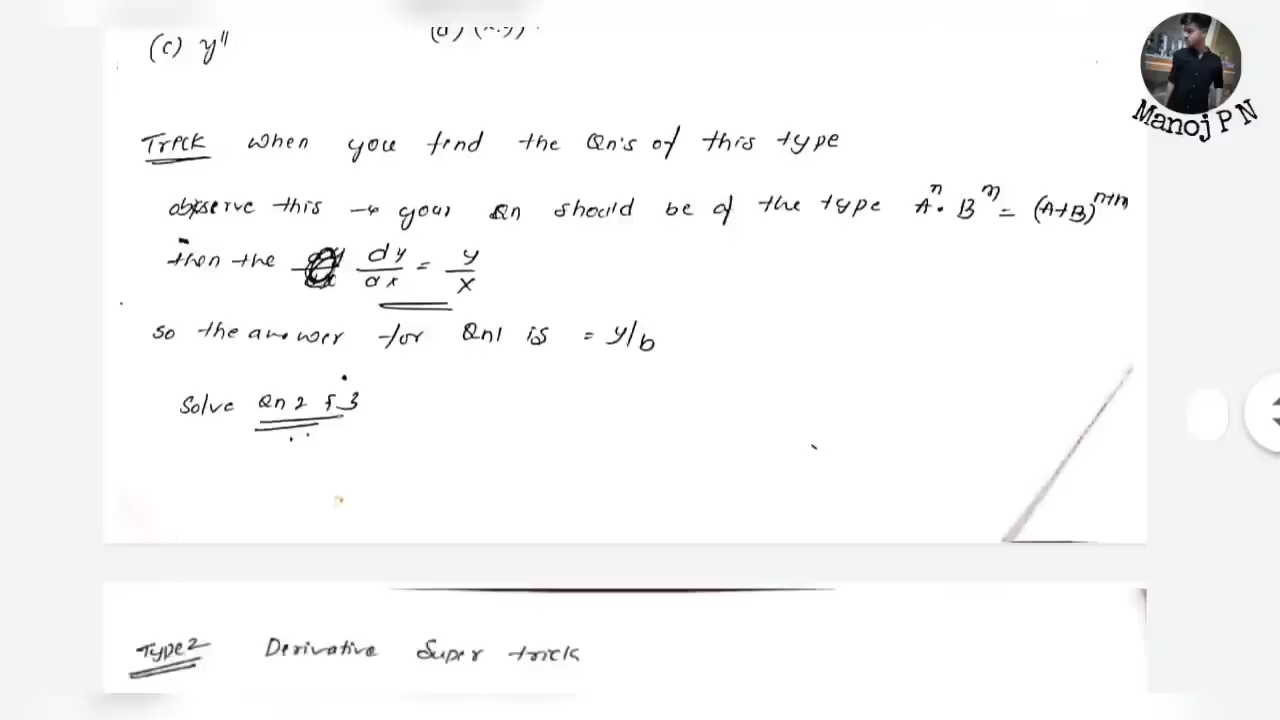 (c) y"
(d) (x.y)
Trick when you find the Qn's of this type
observe this → your Qn should be of the type Aⁿ. Bᵐ = (A+B)ⁿ⁺ᵐ
then the dy/dx = y/x
so the answer for Qn1 is = y/b
Solve Qn 2 & 3
Type 2 Derivative Super trick
Manoj P N